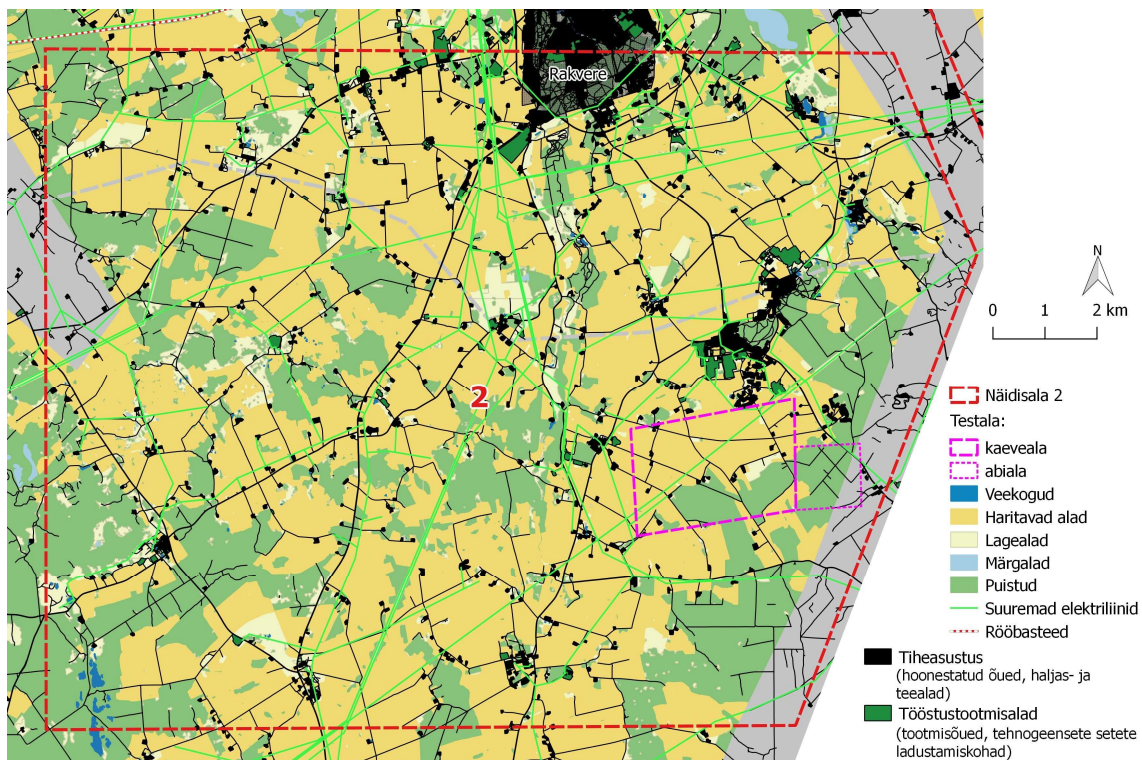 Rakvere
2
N
0 1 2 km
Näidisala 2
Testala:
kaeveala
abiala
Veekogud
Haritavad alad
Lagealad
Märgalad
Puistud
Suuremad elektriliinid
Rööbasteed
Tiheasustus
(hoonestatud õued, haljas- ja
teealad)
Tööstustootmisalad
(tootmisõued, tehnogeensete setete
ladustamiskohad)